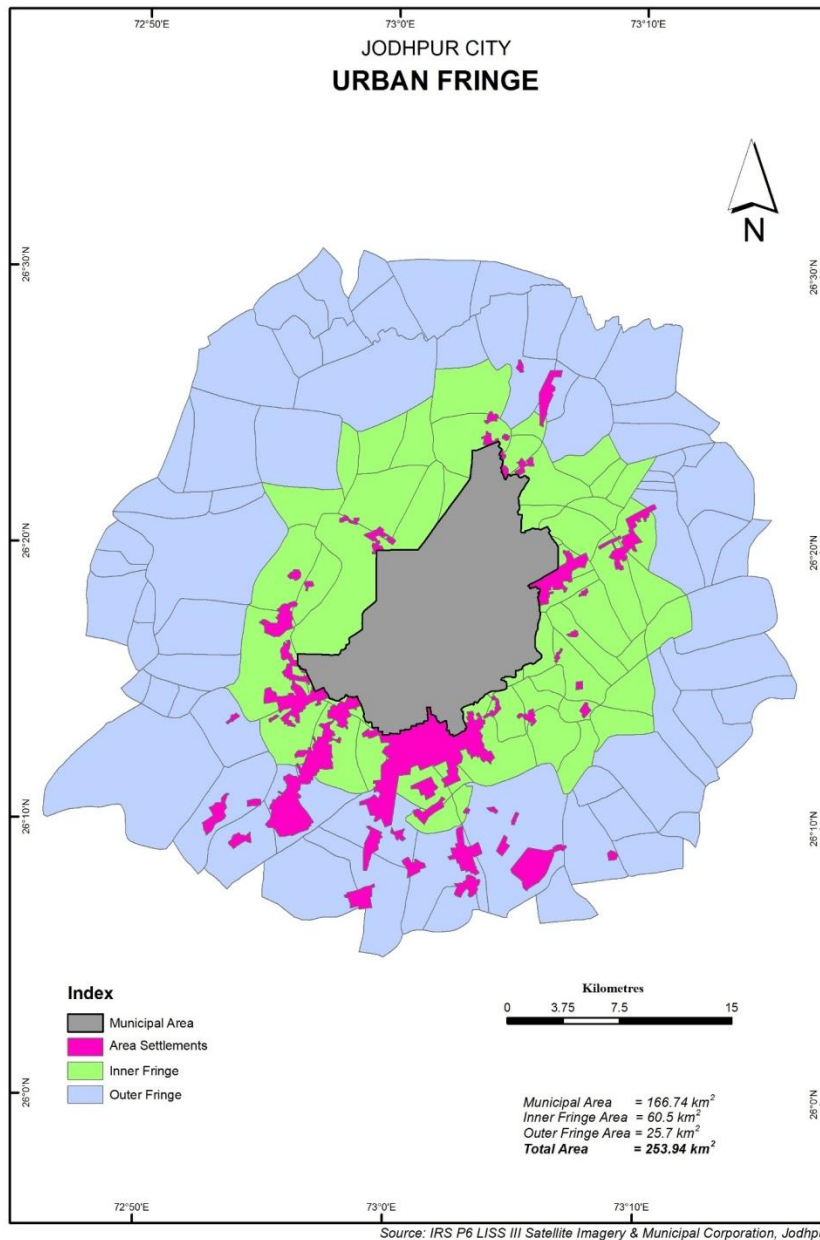 72°50'E 73°0'E 73°10'E
JODHPUR CITY
URBAN FRINGE
N
26°30'N 26°30'N
26°20'N 26°20'N
26°10'N 26°10'N
Index
Municipal Area
Area Settlements
Inner Fringe
Outer Fringe
Kilometres
0 3.75 7.5 15
26°0'N 26°0'N
Municipal Area = 166.74 km²
Inner Fringe Area = 60.5 km²
Outer Fringe Area = 25.7 km²
Total Area = 253.94 km²
72°50'E 73°0'E 73°10'E
Source: IRS P6 LISS III Satellite Imagery & Municipal Corporation, Jodhpu